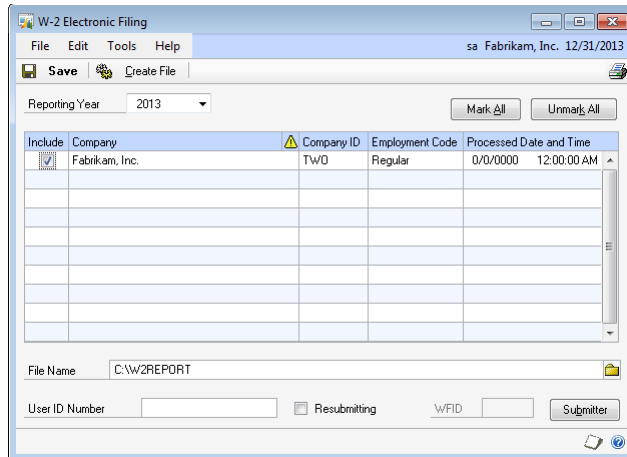 W-2 Electronic Filing
File Edit Tools Help sa Fabrikam, Inc. 12/31/2013
Save Create File
Reporting Year 2013 Mark All Unmark All
Include Company Company ID Employment Code Processed Date and Time
Fabrikam, Inc. TWO Regular 0/0/0000 12:00:00 AM
File Name C:\W2REPORT
User ID Number Resubmitting WFID Submitter